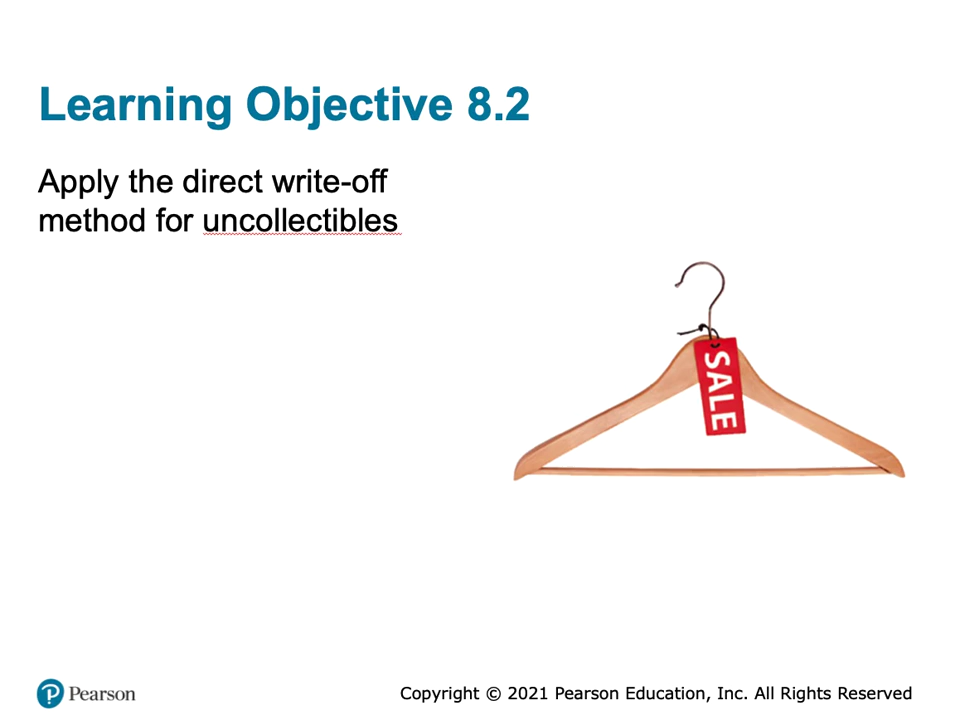 Learning Objective 8.2
Apply the direct write-off
method for uncollectibles
SALE
Pearson
Copyright © 2021 Pearson Education, Inc. All Rights Reserved